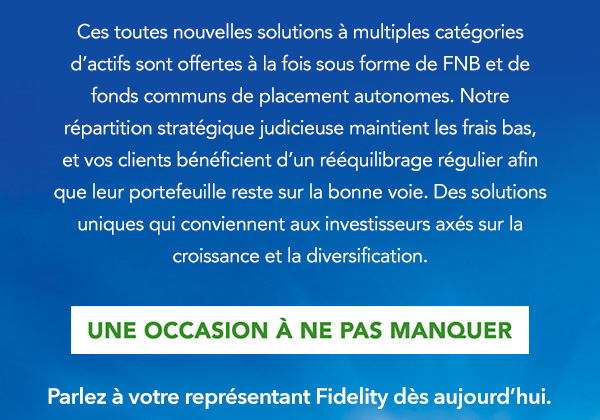 Ces toutes nouvelles solutions à multiples catégories
d’actifs sont offertes à la fois sous forme de FNB et de
fonds communs de placement autonomes. Notre
répartition stratégique judicieuse maintient les frais bas,
et vos clients bénéficient d’un rééquilibrage régulier afin
que leur portefeuille reste sur la bonne voie. Des solutions
uniques qui conviennent aux investisseurs axés sur la
croissance et la diversification.
UNE OCCASION À NE PAS MANQUER
Parlez à votre représentant Fidelity dès aujourd’hui.